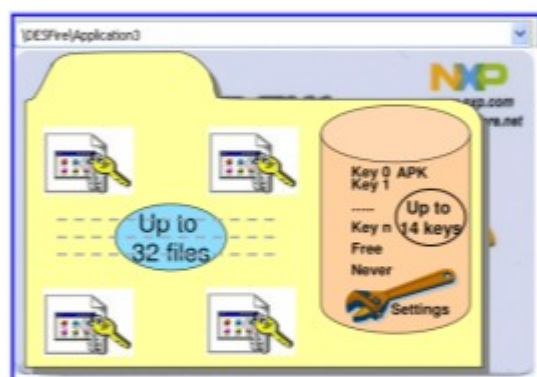 \DESFire\Application3
NXP
Up to
32 files
Key 0 APK
Key 1
-----
Key n
Free
Never
Up to
14 keys
Settings